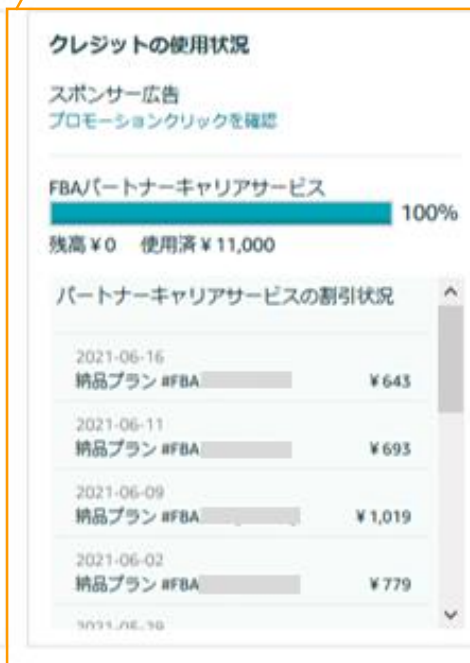 クレジットの使用状況
スポンサー広告
プロモーションクリックを確認
FBAパートナーキャリアサービス
100%
残高¥0 使用済¥11,000
パートナーキャリアサービスの割引状況
2021-06-16
納品プラン #FBA ¥643
2021-06-11
納品プラン #FBA ¥693
2021-06-09
納品プラン #FBA ¥1,019
2021-06-02
納品プラン #FBA ¥779